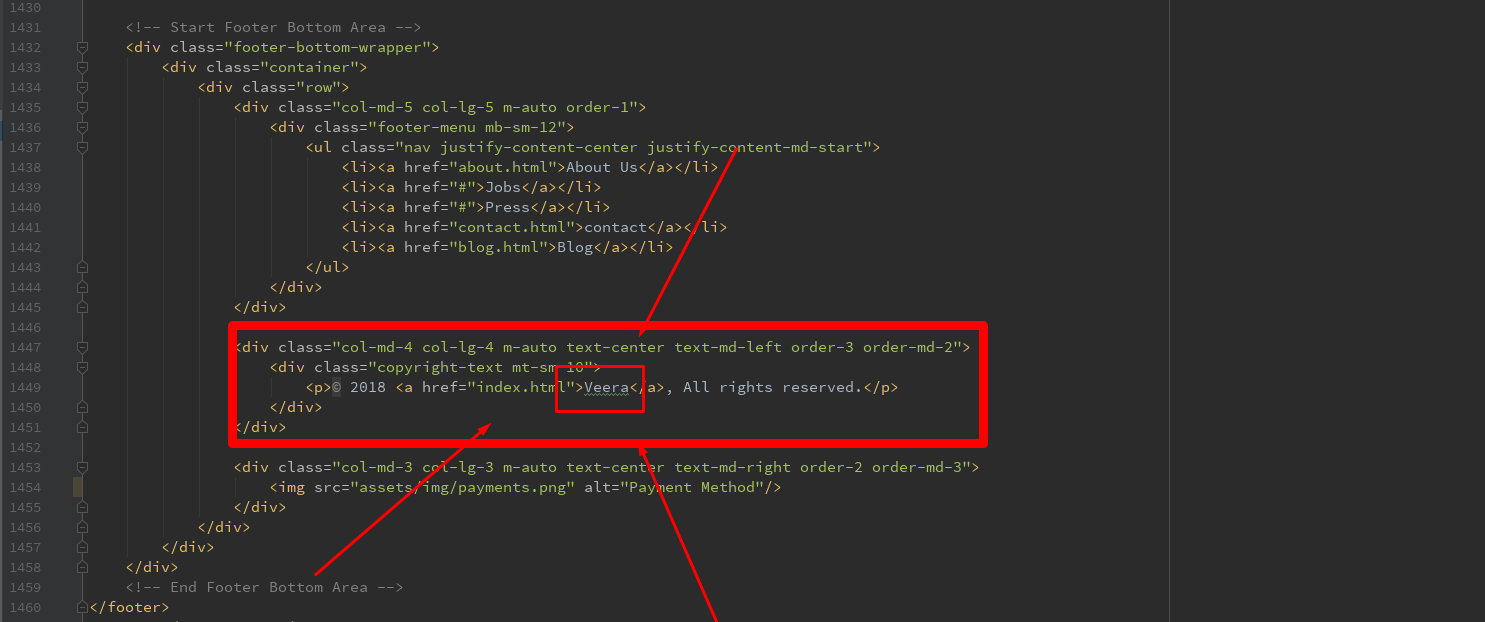 1430
1431 <!-- Start Footer Bottom Area -->
1432 <div class="footer-bottom-wrapper">
1433 <div class="container">
1434 <div class="row">
1435 <div class="col-md-5 col-lg-5 m-auto order-1">
1436 <div class="footer-menu mb-sm-12">
1437 <ul class="nav justify-content-center justify-content-md-start">
1438 <li><a href="about.html">About Us</a></li>
1439 <li><a href="#">Jobs</a></li>
1440 <li><a href="#">Press</a></li>
1441 <li><a href="contact.html">contact</a></li>
1442 <li><a href="blog.html">Blog</a></li>
1443 </ul>
1444 </div>
1445 </div>
1446
1447 <div class="col-md-4 col-lg-4 m-auto text-center text-md-left order-3 order-md-2">
1448 <div class="copyright-text mt-sm-10">
1449 <p>© 2018 <a href="index.html">Veera</a>, All rights reserved.</p>
1450 </div>
1451 </div>
1452
1453 <div class="col-md-3 col-lg-3 m-auto text-center text-md-right order-2 order-md-3">
1454 <img src="assets/img/payments.png" alt="Payment Method"/>
1455 </div>
1456 </div>
1457 </div>
1458 </div>
1459 <!-- End Footer Bottom Area -->
1460 </footer>